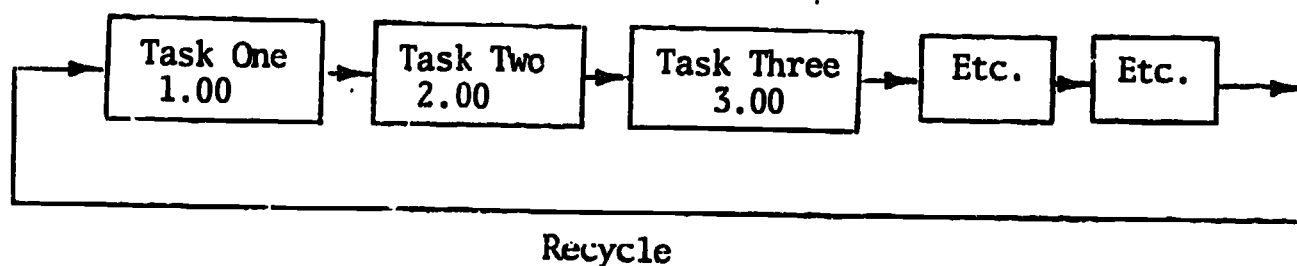 Task One
1.00
Task Two
2.00
Task Three
3.00
Etc.
Etc.
Recycle